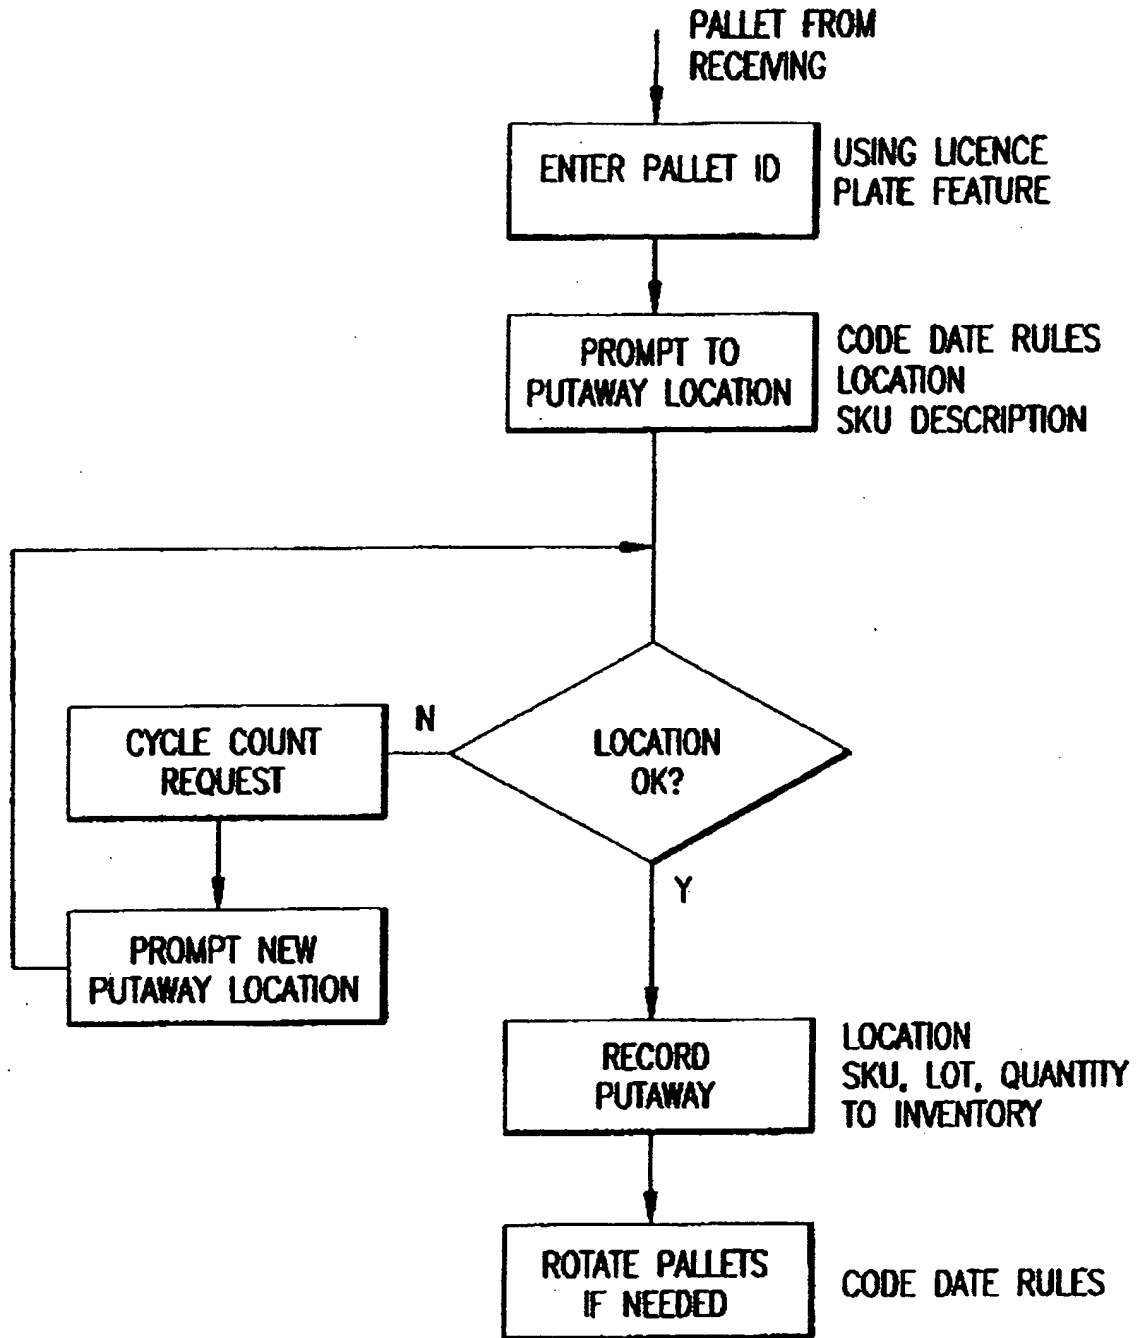 PALLET FROM
RECEIVING
ENTER PALLET ID
USING LICENCE
PLATE FEATURE
PROMPT TO
PUTAWAY LOCATION
CODE DATE RULES
LOCATION
SKU DESCRIPTION
LOCATION
OK?
N
CYCLE COUNT
REQUEST
PROMPT NEW
PUTAWAY LOCATION
Y
RECORD
PUTAWAY
LOCATION
SKU, LOT, QUANTITY
TO INVENTORY
ROTATE PALLETS
IF NEEDED
CODE DATE RULES